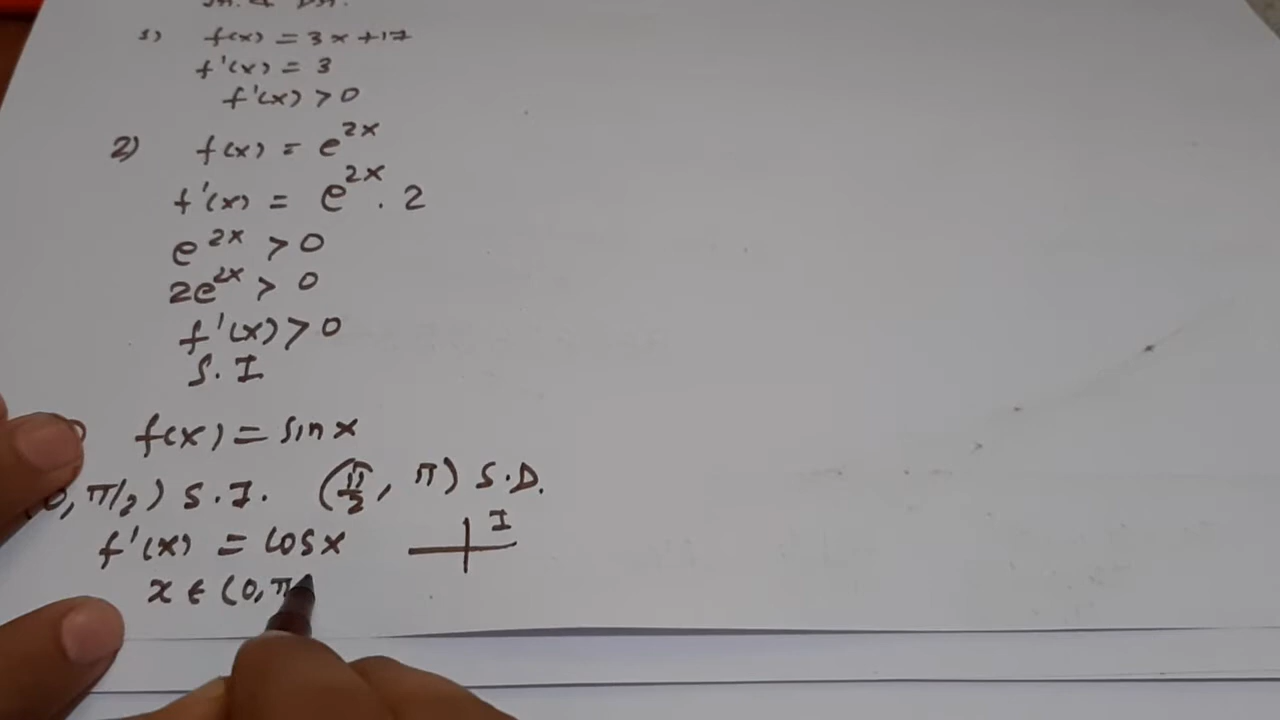 1) f(x) = 3x+17
f'(x) = 3
f'(x) > 0
2) f(x) = e^2x
f'(x) = e^2x . 2
e^2x > 0
2e^2x > 0
f'(x) > 0
S.I
f(x) = sin x
0, π/2) S.I. (π/2, π) S.D.
f'(x) = cos x I
x ∈ (0, π